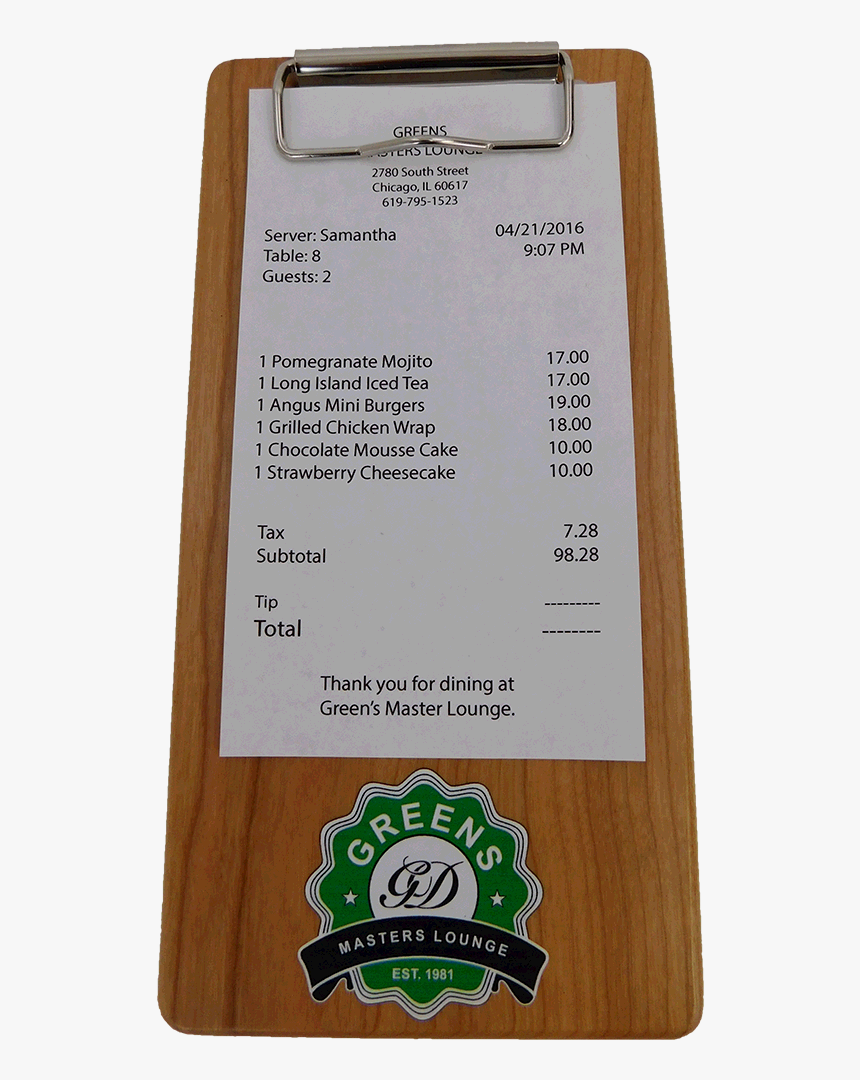 GREENS
MASTERS LOUNGE
2780 South Street
Chicago, IL 60617
619-795-1523
Server: Samantha 04/21/2016
Table: 8 9:07 PM
Guests: 2
1 Pomegranate Mojito 17.00
1 Long Island Iced Tea 17.00
1 Angus Mini Burgers 19.00
1 Grilled Chicken Wrap 18.00
1 Chocolate Mousse Cake 10.00
1 Strawberry Cheesecake 10.00
Tax 7.28
Subtotal 98.28
Tip ---------
Total --------
Thank you for dining at
Green's Master Lounge.
GREENS
GD
MASTERS LOUNGE
EST. 1981